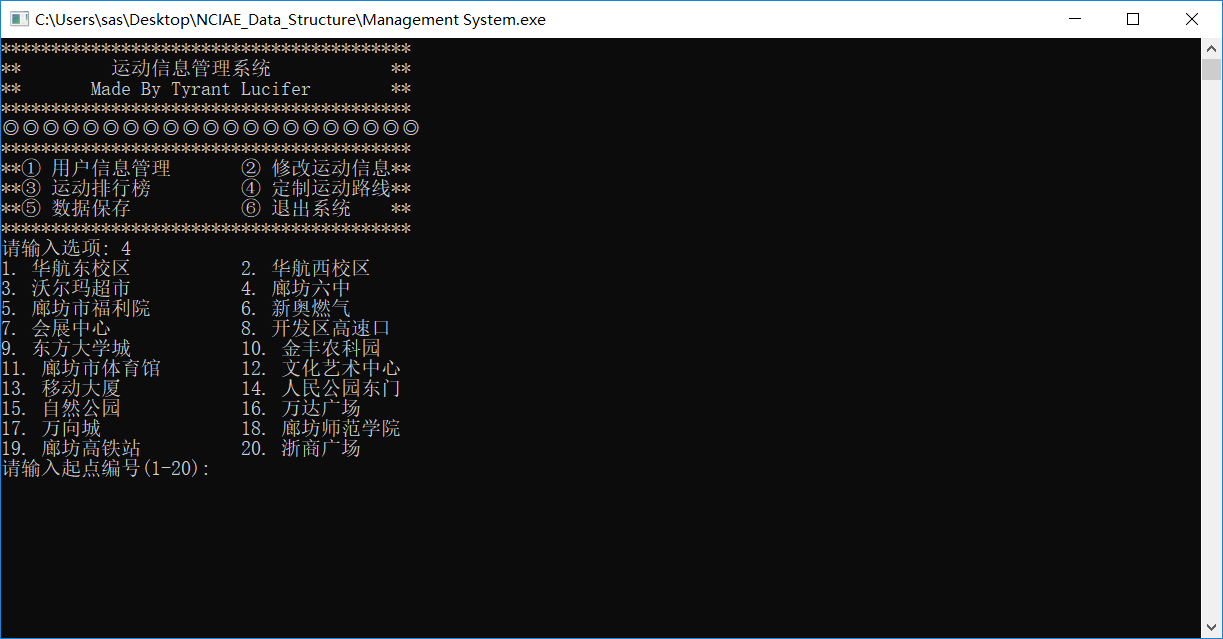 C:\Users\sas\Desktop\NCIAE_Data_Structure\Management System.exe
*****************************************
**         运动信息管理系统            **
**       Made By Tyrant Lucifer        **
*****************************************
◎◎◎◎◎◎◎◎◎◎◎◎◎◎◎◎◎◎◎◎◎
*****************************************
**① 用户信息管理       ② 修改运动信息**
**③ 运动排行榜         ④ 定制运动路线**
**⑤ 数据保存           ⑥ 退出系统    **
*****************************************
请输入选项: 4
1. 华航东校区           2. 华航西校区
3. 沃尔玛超市           4. 廊坊六中
5. 廊坊市福利院         6. 新奥燃气
7. 会展中心             8. 开发区高速口
9. 东方大学城           10. 金丰农科园
11. 廊坊市体育馆        12. 文化艺术中心
13. 移动大厦            14. 人民公园东门
15. 自然公园            16. 万达广场
17. 万向城              18. 廊坊师范学院
19. 廊坊高铁站          20. 浙商广场
请输入起点编号(1-20):